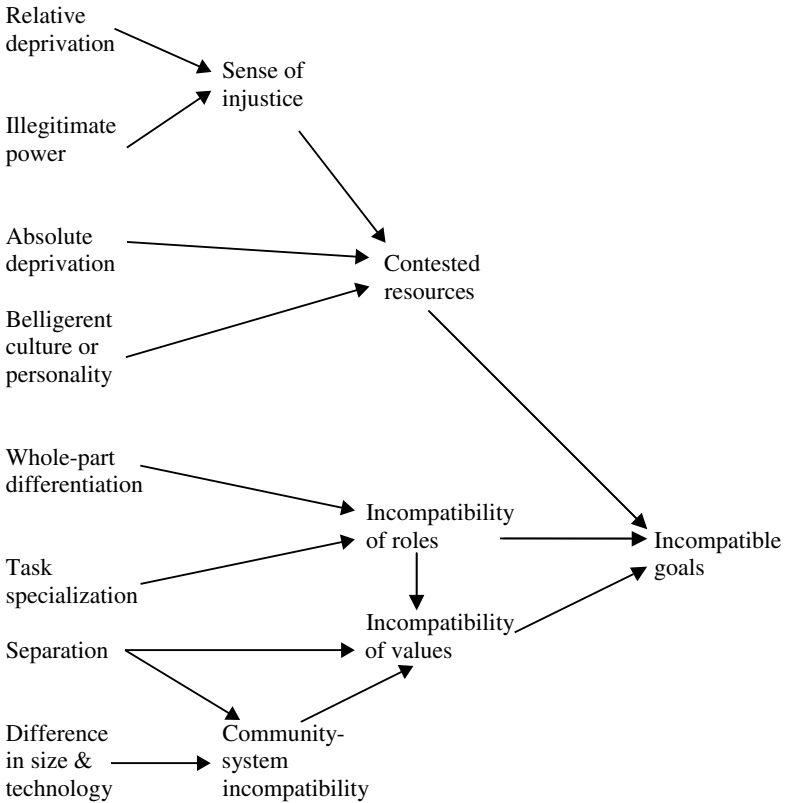 Relative
deprivation
Sense of
injustice
Illegitimate
power
Absolute
deprivation
Contested
resources
Belligerent
culture or
personality
Whole-part
differentiation
Incompatibility
of roles
Incompatible
goals
Task
specialization
Incompatibility
of values
Separation
Difference
in size &
technology
Community-
system
incompatibility